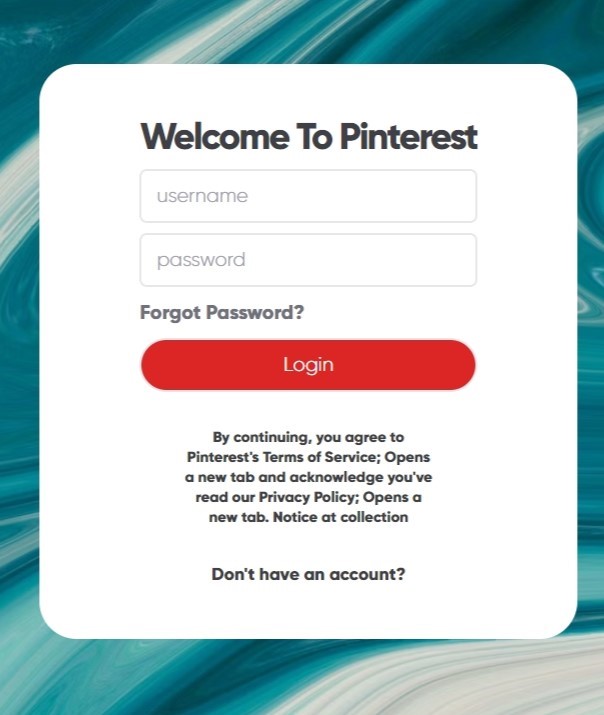 Welcome To Pinterest
username
password
Forgot Password?
Login
By continuing, you agree to
Pinterest's Terms of Service; Opens
a new tab and acknowledge you've
read our Privacy Policy; Opens a
new tab. Notice at collection
Don't have an account?